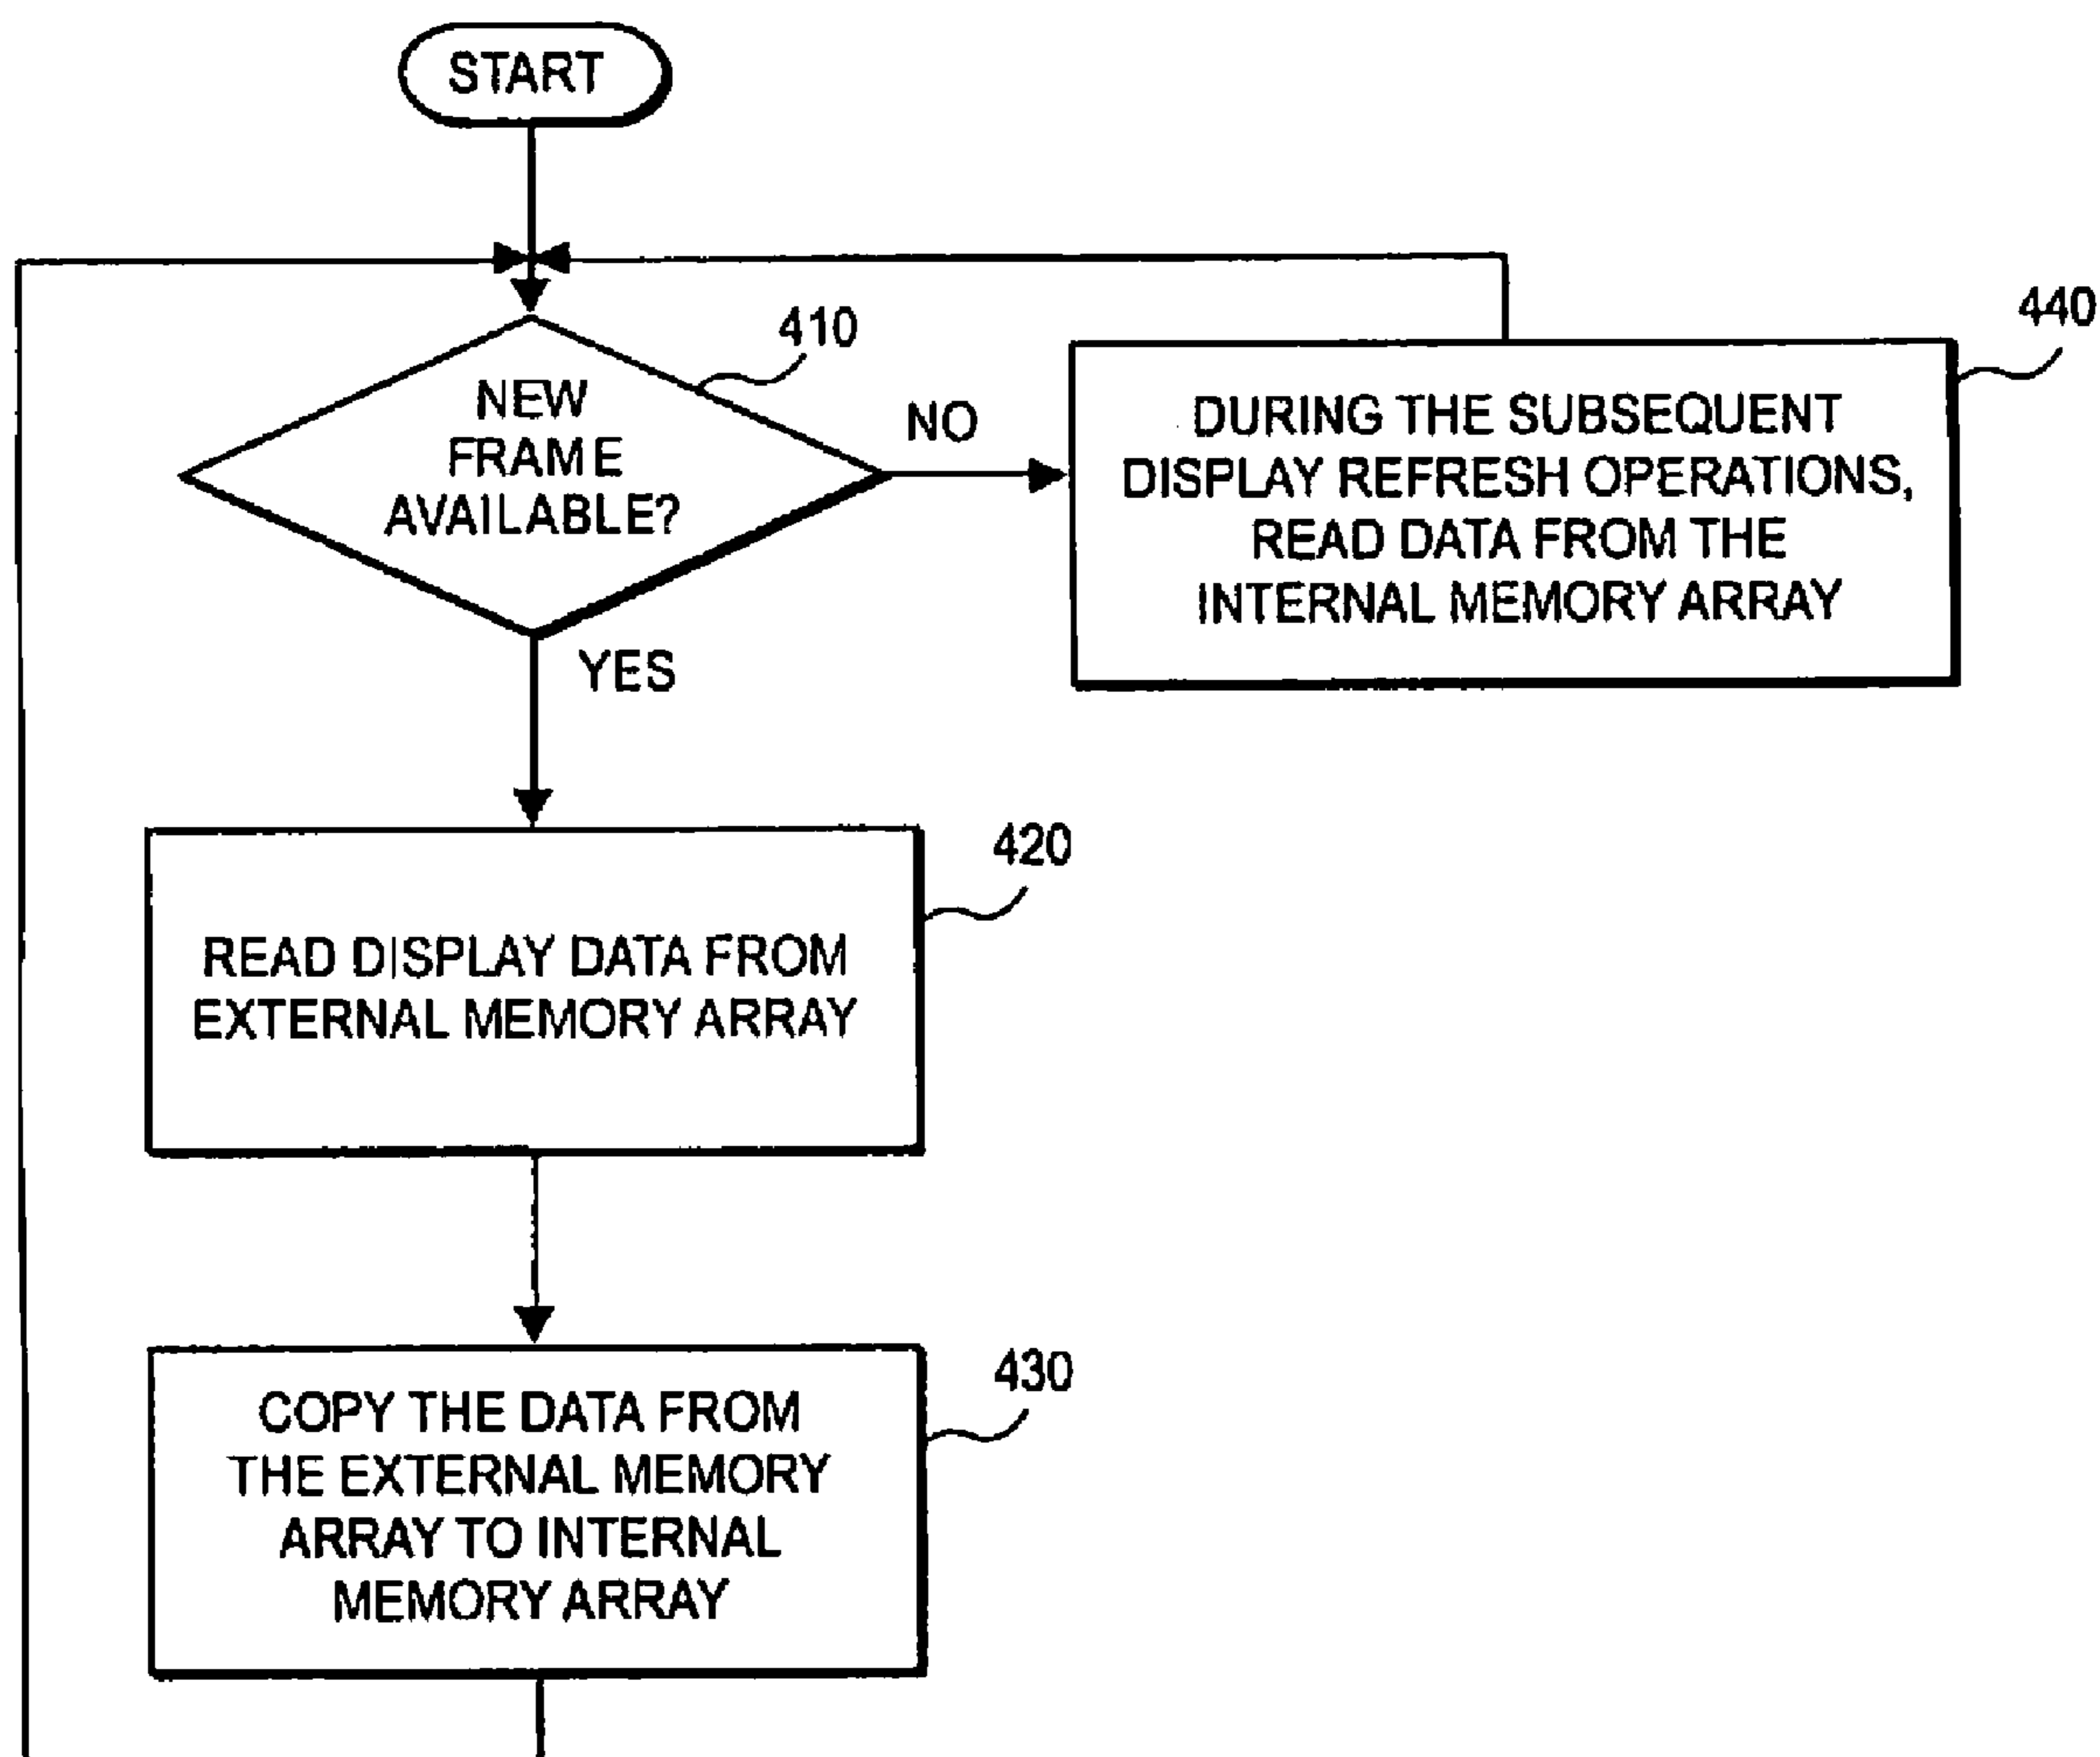 START
410
NEW
FRAME
AVAILABLE?
NO
440
DURING THE SUBSEQUENT
DISPLAY REFRESH OPERATIONS,
READ DATA FROM THE
INTERNAL MEMORY ARRAY
YES
420
READ DISPLAY DATA FROM
EXTERNAL MEMORY ARRAY
430
COPY THE DATA FROM
THE EXTERNAL MEMORY
ARRAY TO INTERNAL
MEMORY ARRAY